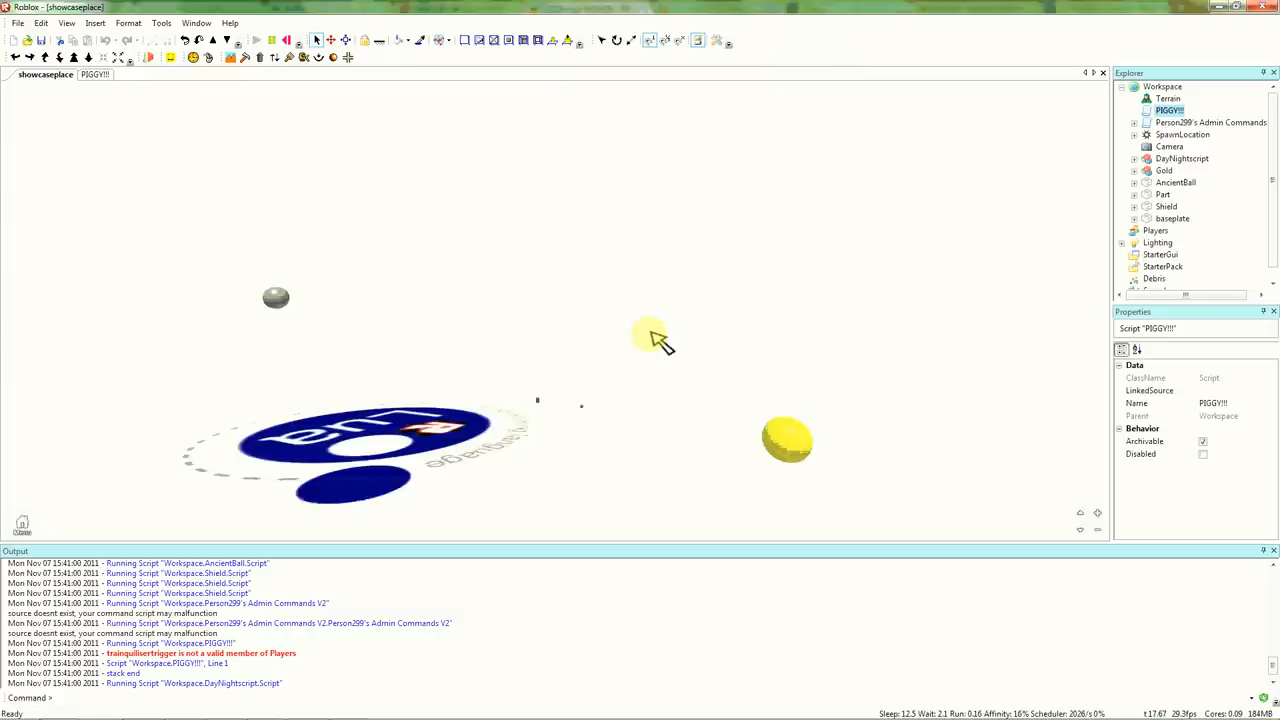 Roblox - [showcaseplace]
File Edit View Insert Format Tools Window Help
showcaseplace PIGGY!!!
Explorer
Workspace
Terrain
PIGGY!!!
Person299's Admin Commands
SpawnLocation
Camera
DayNightscript
Gold
AncientBall
Part
Shield
baseplate
Players
Lighting
StarterGui
StarterPack
Debris
Properties
Script "PIGGY!!!"
Data
ClassName Script
LinkedSource
Name PIGGY!!!
Parent Workspace
Behavior
Archivable
Disabled
Lua
Menu
Output
Mon Nov 07 15:41:00 2011 - Running Script "Workspace.AncientBall.Script"
Mon Nov 07 15:41:00 2011 - Running Script "Workspace.Shield.Script"
Mon Nov 07 15:41:00 2011 - Running Script "Workspace.Shield.Script"
Mon Nov 07 15:41:00 2011 - Running Script "Workspace.Shield.Script"
Mon Nov 07 15:41:00 2011 - Running Script "Workspace.Person299's Admin Commands V2"
source doesnt exist, your command script may malfunction
Mon Nov 07 15:41:00 2011 - Running Script "Workspace.Person299's Admin Commands V2.Person299's Admin Commands V2"
source doesnt exist, your command script may malfunction
Mon Nov 07 15:41:00 2011 - Running Script "Workspace.PIGGY!!!"
Mon Nov 07 15:41:00 2011 - trainquilisertrigger is not a valid member of Players
Mon Nov 07 15:41:00 2011 - Script "Workspace.PIGGY!!!", Line 1
Mon Nov 07 15:41:00 2011 - stack end
Mon Nov 07 15:41:00 2011 - Running Script "Workspace.DayNightscript.Script"
Command >
Ready
Sleep: 12.5 Wait: 2.1 Run: 0.16 Affinity: 16% Scheduler: 2026/s 0% t 17.67 29.3fps Cores: 0.09 184MB